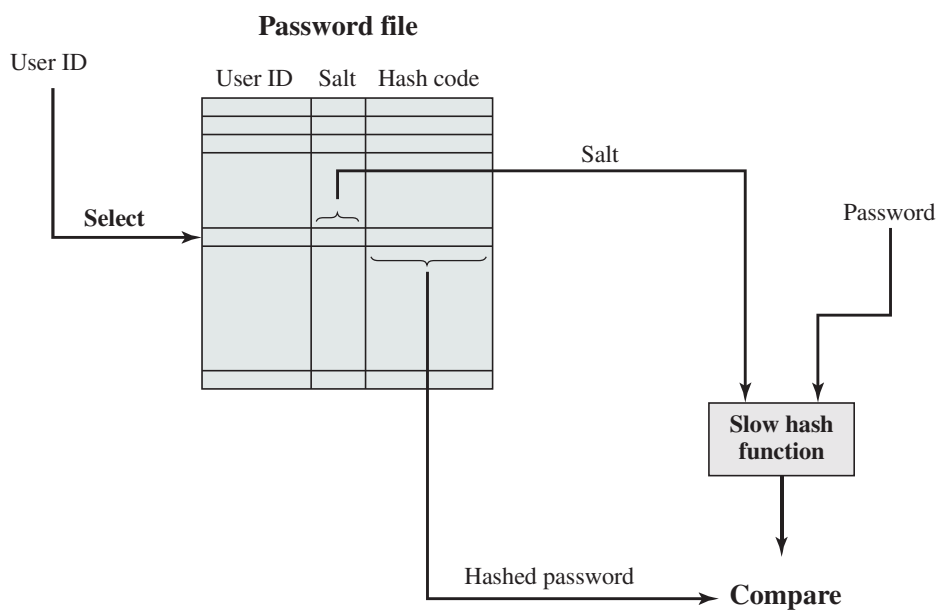 Password file
User ID
User ID Salt Hash code
Salt
Select
Password
Slow hash
function
Hashed password
Compare